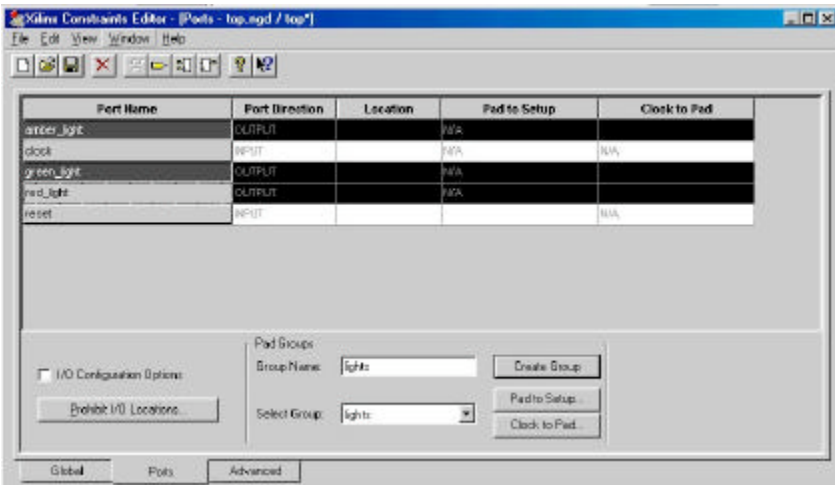 Xilinx Constraints Editor - [Ports - top.ngd / top*]
File Edit View Window Help
Port Name Port Direction Location Pad to Setup Clock to Pad
amber_light OUTPUT N/A
clock INPUT N/A N/A
green_light OUTPUT N/A
red_light OUTPUT N/A
reset INPUT N/A
Pad Groups
Group Name: lights Create Group
I/O Configuration Options
Pad to Setup...
Prohibit I/O Locations...
Select Group: lights
Clock to Pad...
Global Ports Advanced